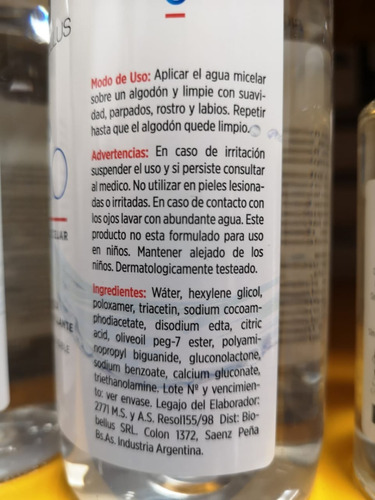 Modo de Uso: Aplicar el agua micelar
sobre un algodón y limpie con suavi-
dad, parpados, rostro y labios. Repetir
hasta que el algodón quede limpio.
Advertencias: En caso de irritación
suspender el uso y si persiste consultar
al medico. No utilizar en pieles lesiona-
das o irritadas. En caso de contacto con
los ojos lavar con abundante agua. Este
producto no esta formulado para uso
en niños. Mantener alejado de los
niños. Dermatologicamente testeado.
Ingredientes: Wáter, hexylene glicol,
poloxamer, triacetin, sodium cocoam-
phodiacetate, disodium edta, citric
acid, oliveoil peg-7 ester, polyami-
nopropyl biguanide, gluconolactone,
sodium benzoate, calcium gluconate,
triethanolamine. Lote Nº y vencimien-
to: ver envase. Legajo del Elaborador:
2771 M.S. y A.S. Resol155/98 Dist: Bio-
bellus SRL. Colon 1372, Saenz Peña
Bs.As. Industria Argentina.